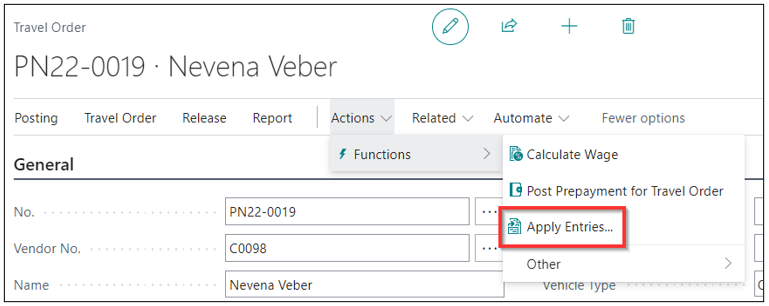 Travel Order
PN22-0019 · Nevena Veber
Posting Travel Order Release Report Actions Related Automate Fewer options
Functions
Calculate Wage
Post Prepayment for Travel Order
Apply Entries...
Other
General
No. PN22-0019
Vendor No. C0098
Name Nevena Veber
Vehicle Type